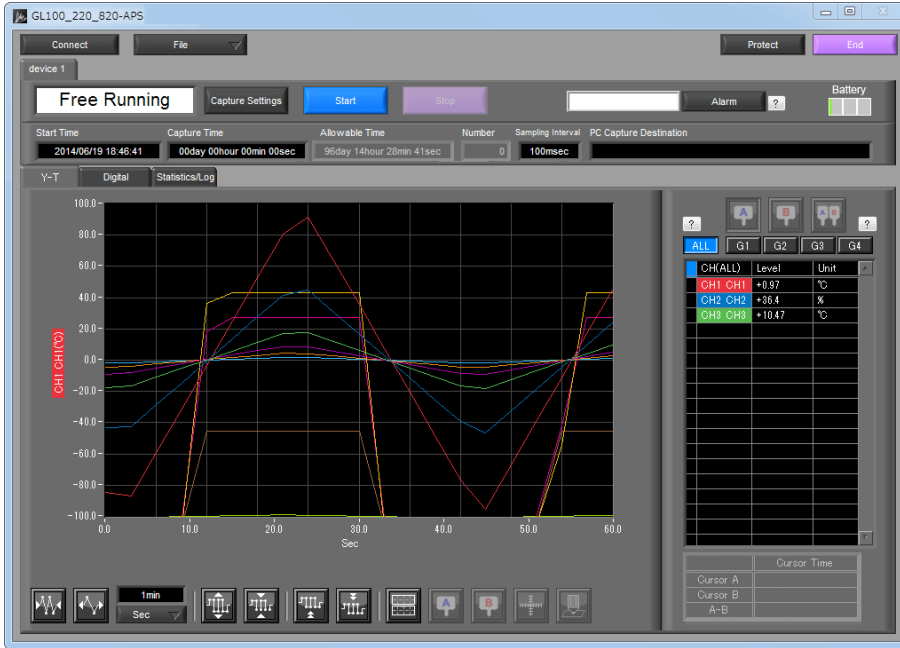 GL100_220_820-APS
Connect File Protect End
device 1
Free Running Capture Settings Start Stop Alarm ? Battery
Start Time Capture Time Allowable Time Number Sampling Interval PC Capture Destination
2014/06/19 18:46:41 00day 00hour 00min 00sec 96day 14hour 28min 41sec 0 100msec
Y-T Digital Statistics/Log
100.0
80.0
60.0
40.0
20.0
0.0
-20.0
-40.0
-60.0
-80.0
-100.0
CH1 CH1(℃)
0.0 10.0 20.0 30.0 40.0 50.0 60.0
Sec
1min
Sec
A B
? A B A B ?
ALL G1 G2 G3 G4
CH(ALL) Level Unit
CH1 CH1 +0.97 ℃
CH2 CH2 +36.4 %
CH3 CH3 +10.47 ℃
Cursor Time
Cursor A
Cursor B
A-B